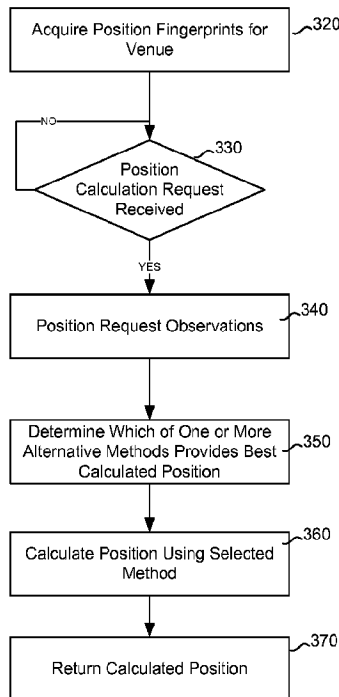 Acquire Position Fingerprints for
Venue
320
NO
330
Position
Calculation Request
Received
YES
340
Position Request Observations
Determine Which of One or More
Alternative Methods Provides Best
Calculated Position
350
360
Calculate Position Using Selected
Method
370
Return Calculated Position